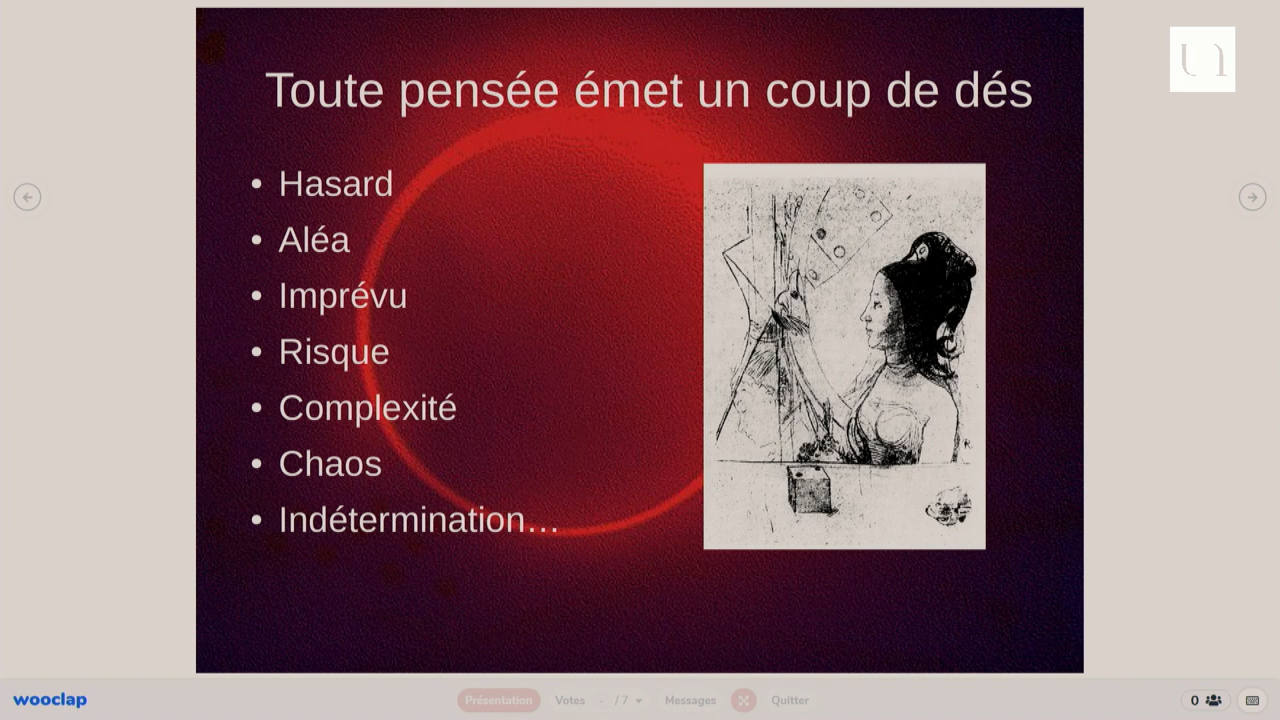 Toute pensée émet un coup de dés
• Hasard
• Aléa
• Imprévu
• Risque
• Complexité
• Chaos
• Indétermination…
wooclap
Présentation
Votes
- / 7
Messages
Quitter
0